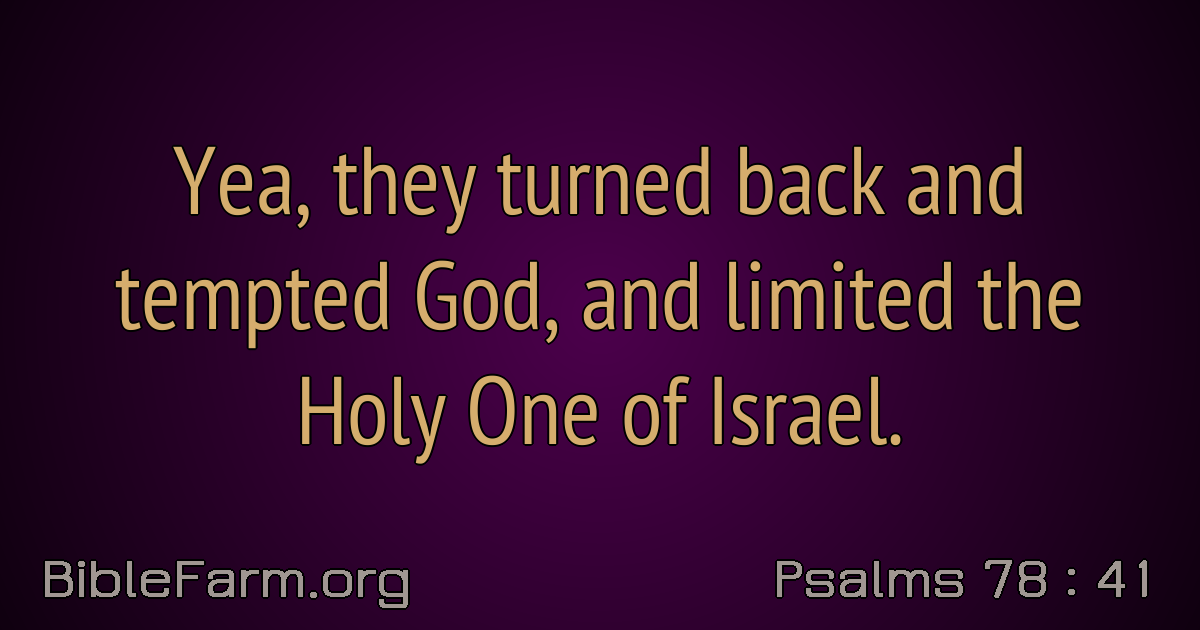 Yea, they turned back and
tempted God, and limited the
Holy One of Israel.
BibleFarm.org
Psalms 78 : 41